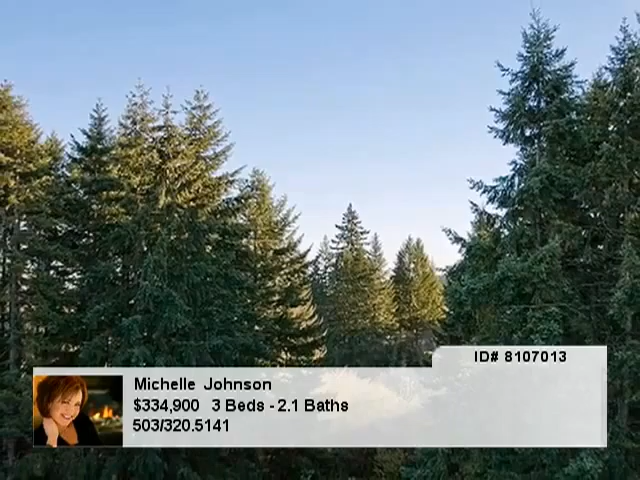 ID# 8107013
Michelle Johnson
$334,900 3 Beds - 2.1 Baths
503/320.5141